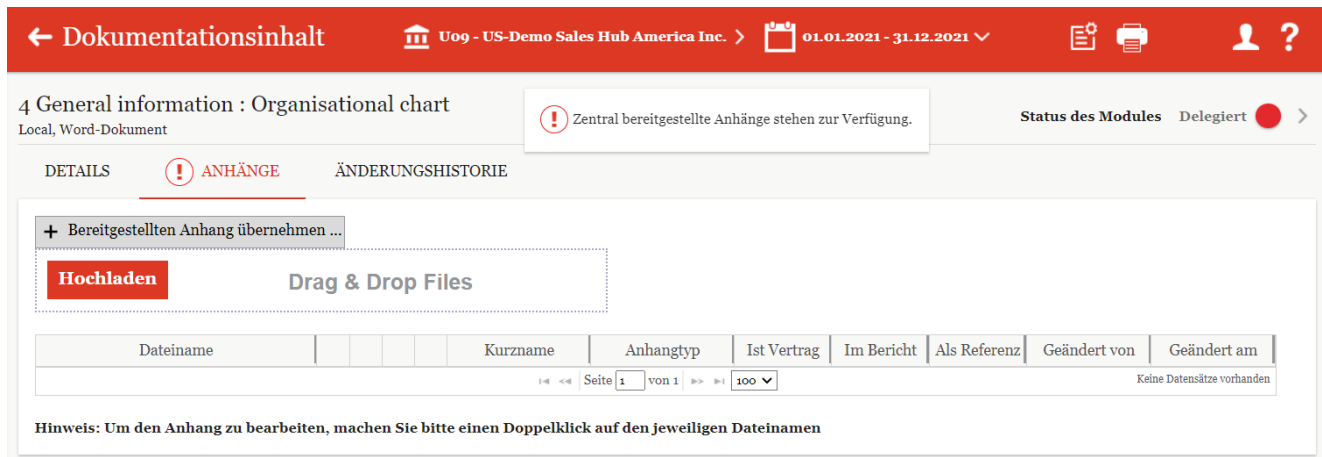 Dokumentationsinhalt U09 - US-Demo Sales Hub America Inc. 01.01.2021 - 31.12.2021 ?
4 General information : Organisational chart
Local, Word-Dokument
! Zentral bereitgestellte Anhänge stehen zur Verfügung.
Status des Modules Delegiert
DETAILS ! ANHÄNGE ÄNDERUNGSHISTORIE
+ Bereitgestellten Anhang übernehmen ...
Hochladen Drag & Drop Files
Dateiname Kurzname Anhangtyp Ist Vertrag Im Bericht Als Referenz Geändert von Geändert am
Seite 1 von 1 100 Keine Datensätze vorhanden
Hinweis: Um den Anhang zu bearbeiten, machen Sie bitte einen Doppelklick auf den jeweiligen Dateinamen